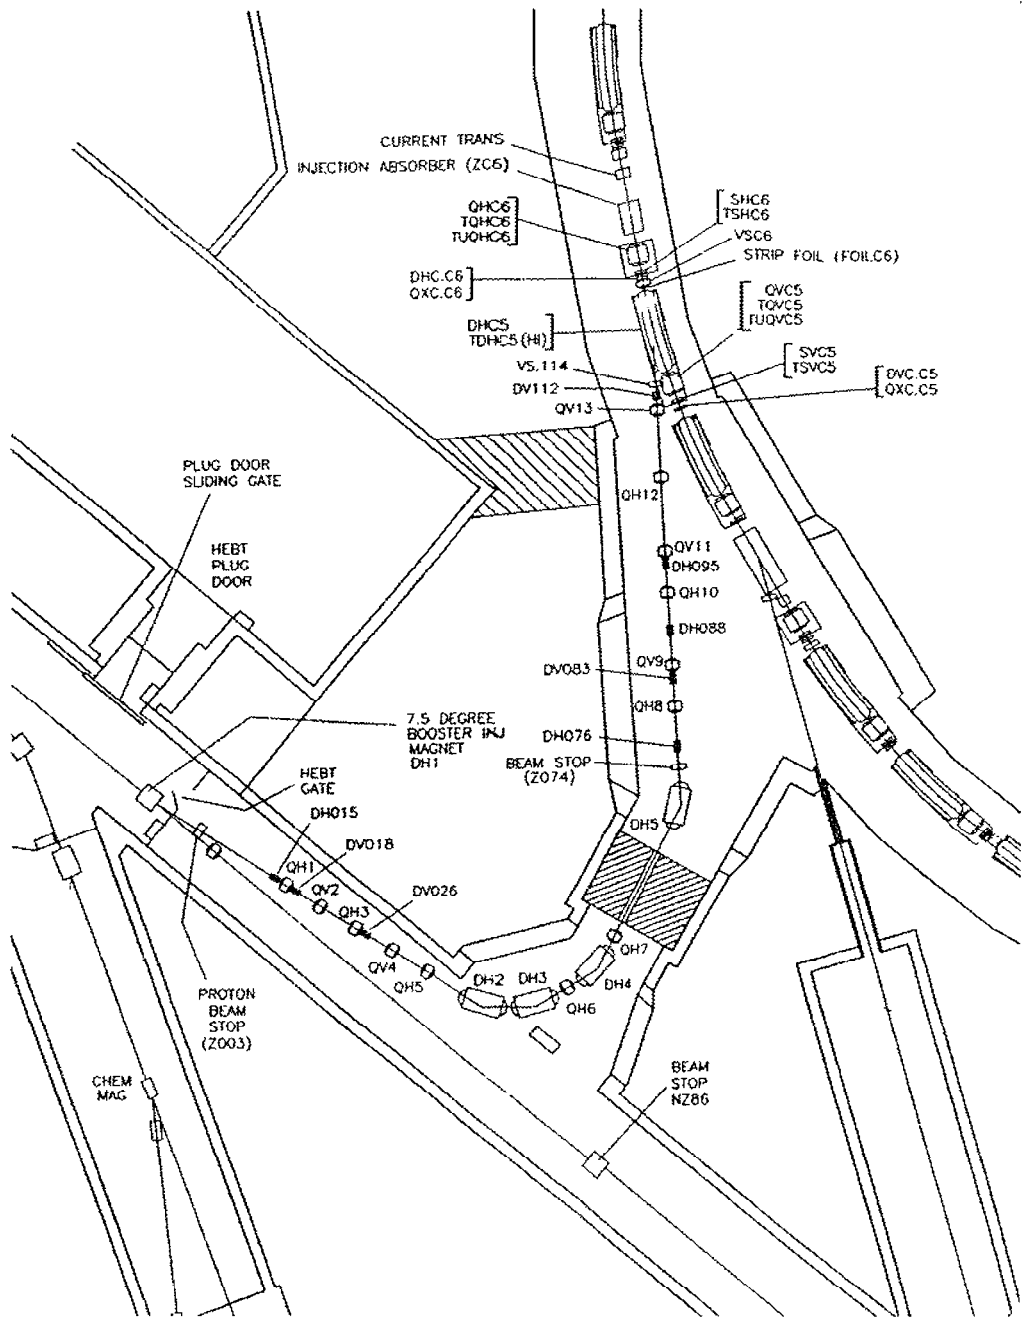 CURRENT TRANS
INJECTION ABSORBER (ZC6)
QHC6
TQHC6
TUQHC6
SHC6
TSHC6
VSC6
STRIP FOIL (FOIL.C6)
DHC.C6
QXC.C6
QVC5
TQVC5
TUQVC5
DHC5
TDHC5 (HI)
SVC5
TSVC5
DVC.C5
QXC.C5
VS.114
DV112
QV13
PLUG DOOR
SLIDING GATE
QH12
HEBT
PLUG
DOOR
QV11
DH095
QH10
DH088
QV9
DV083
QH8
7.5 DEGREE
BOOSTER INJ
MAGNET
DH1
DH076
BEAM STOP
(Z074)
HEBT
GATE
DH015
DH5
DV018
QH1
QV2
DV026
QH3
QV4
QH5
DH2
DH3
QH7
DH4
QH6
PROTON
BEAM
STOP
(Z003)
CHEM
MAG
BEAM
STOP
NZ86